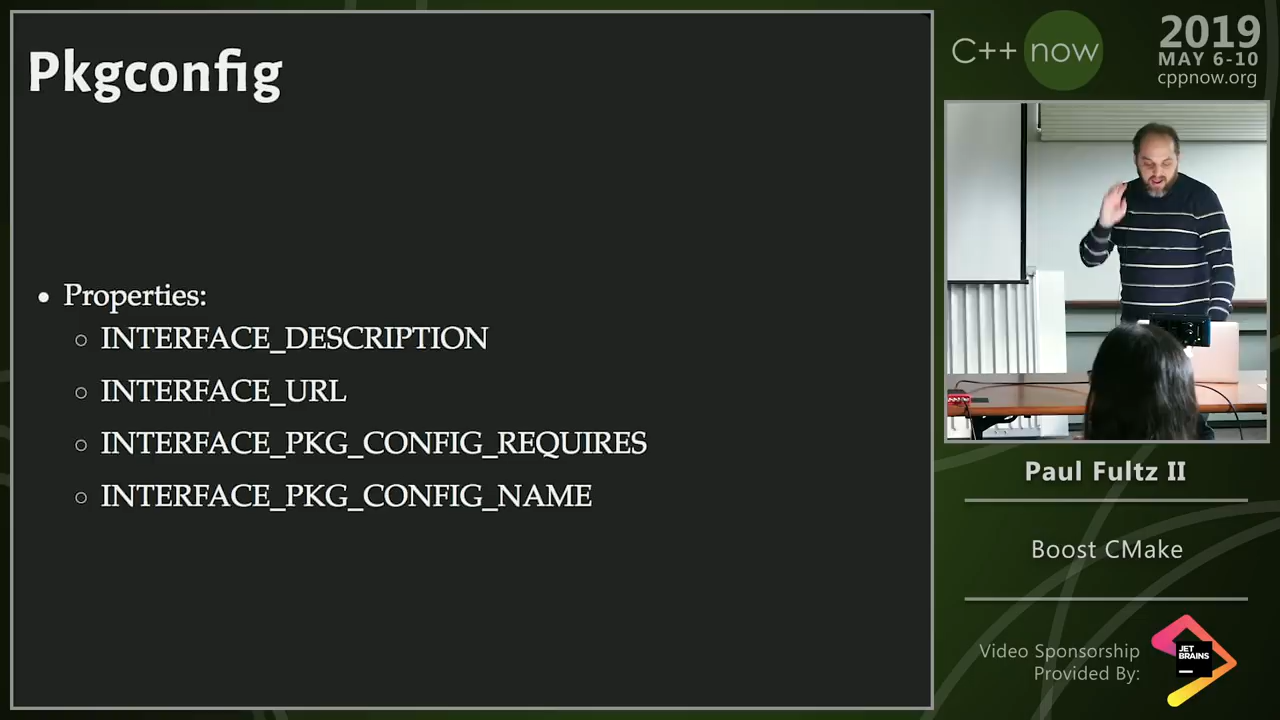 Pkgconfig
Properties:
INTERFACE_DESCRIPTION
INTERFACE_URL
INTERFACE_PKG_CONFIG_REQUIRES
INTERFACE_PKG_CONFIG_NAME
C++ now
2019
MAY 6-10
cppnow.org
Paul Fultz II
Boost CMake
Video Sponsorship
Provided By:
JET
BRAINS